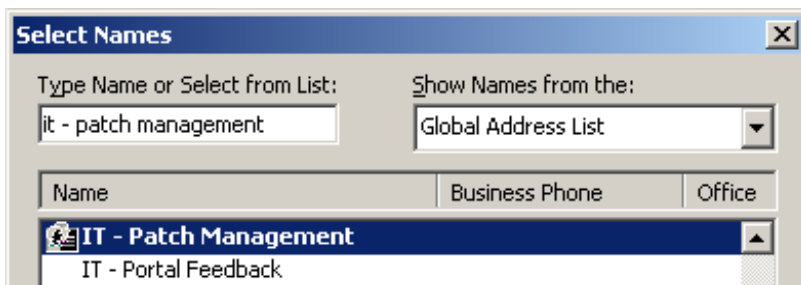 Select Names
Type Name or Select from List: Show Names from the:
it - patch management Global Address List
Name Business Phone Office
IT - Patch Management
IT - Portal Feedback